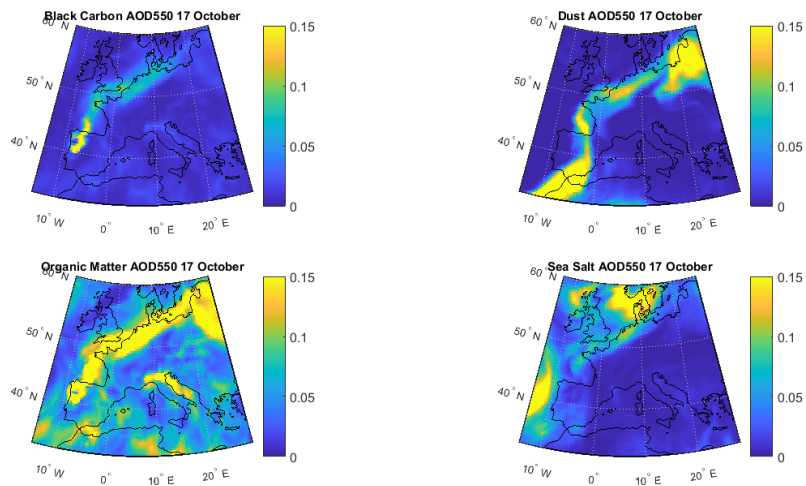 Black Carbon AOD550 17 October
60° N
50° N
40° N
10° W
0°
10° E
20° E
0.15
0.1
0.05
0
Dust AOD550 17 October
60° N
50° N
40° N
10° W
0°
10° E
20° E
0.15
0.1
0.05
0
Organic Matter AOD550 17 October
60° N
50° N
40° N
10° W
0°
10° E
20° E
0.15
0.1
0.05
0
Sea Salt AOD550 17 October
60° N
50° N
40° N
10° W
0°
10° E
20° E
0.15
0.1
0.05
0